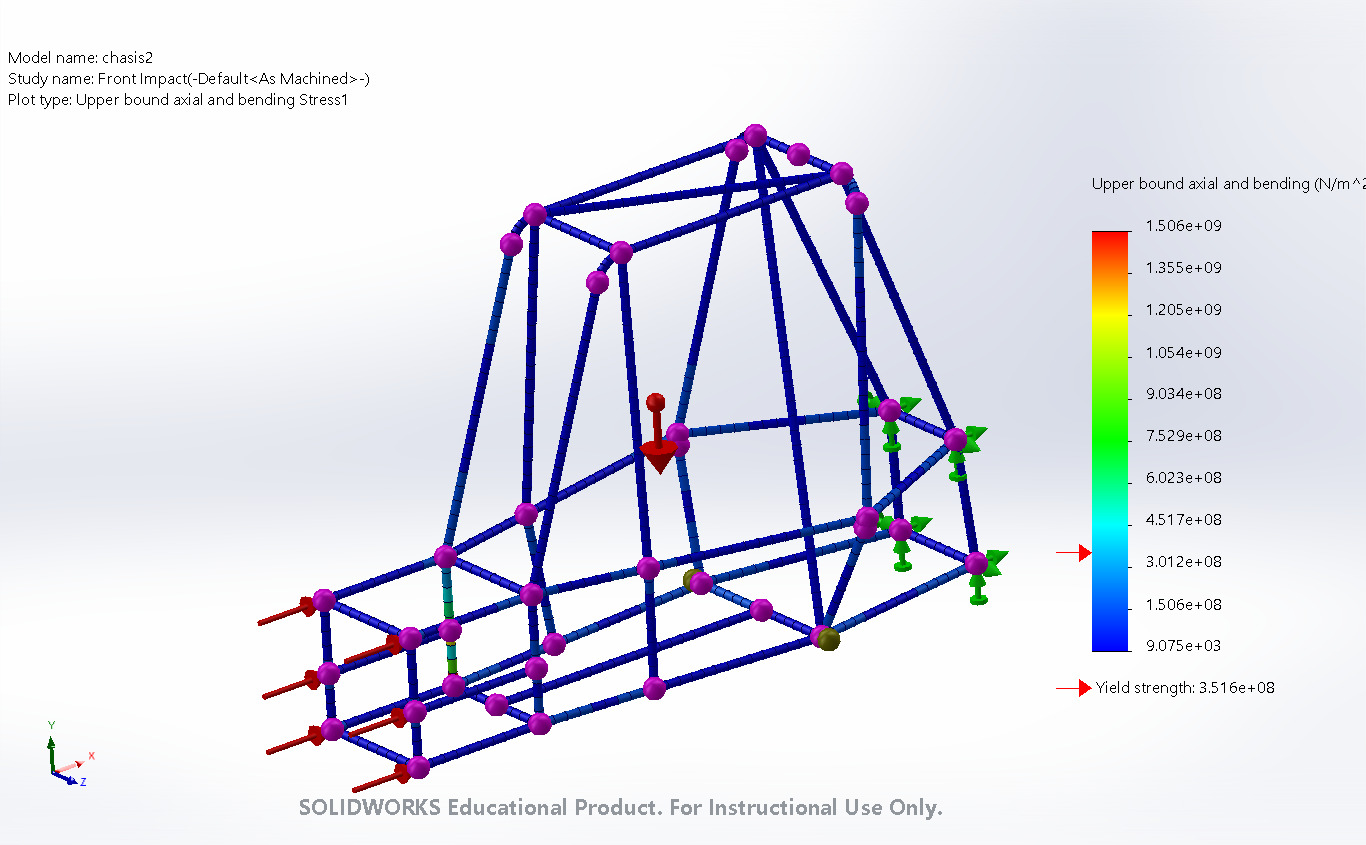 Model name: chasis2
Study name: Front Impact(-Default<As Machined>-)
Plot type: Upper bound axial and bending Stress1
Upper bound axial and bending (N/m^2
1.506e+09
1.355e+09
1.205e+09
1.054e+09
9.034e+08
7.529e+08
6.023e+08
4.517e+08
3.012e+08
1.506e+08
9.075e+03
Yield strength: 3.516e+08
Y
X
Z
SOLIDWORKS Educational Product. For Instructional Use Only.